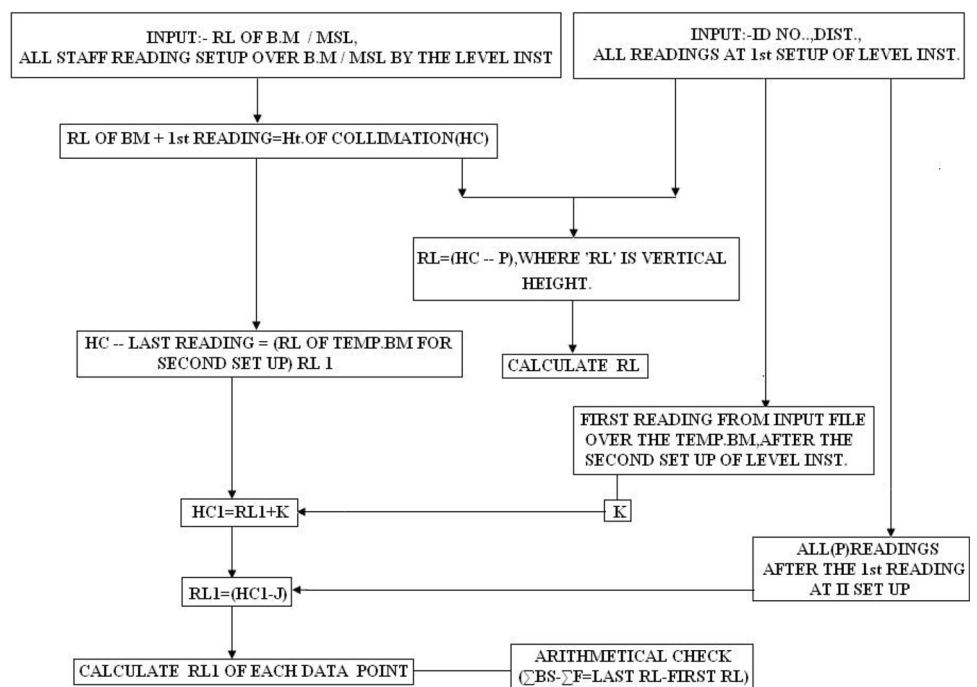 INPUT:- RL OF B.M / MSL,
ALL STAFF READING SETUP OVER B.M / MSL BY THE LEVEL INST
INPUT:-ID NO..,DIST.,
ALL READINGS AT 1st SETUP OF LEVEL INST.
RL OF BM + 1st READING=Ht.OF COLLIMATION(HC)
RL=(HC -- P),WHERE 'RL' IS VERTICAL
HEIGHT.
HC -- LAST READING = (RL OF TEMP.BM FOR
SECOND SET UP) RL 1
CALCULATE RL
FIRST READING FROM INPUT FILE
OVER THE TEMP.BM,AFTER THE
SECOND SET UP OF LEVEL INST.
HC1=RL1+K
K
ALL(P)READINGS
AFTER THE 1st READING
AT II SET UP
RL1=(HC1-J)
CALCULATE RL1 OF EACH DATA POINT
ARITHMETICAL CHECK
(∑BS-∑F=LAST RL-FIRST RL)